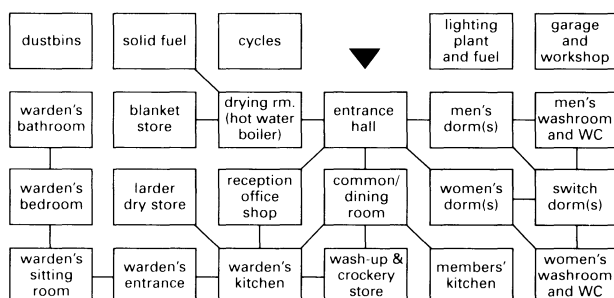 dustbins
solid fuel
cycles
lighting
plant
and fuel
garage
and
workshop
warden's
bathroom
blanket
store
drying rm.
(hot water
boiler)
entrance
hall
men's
dorm(s)
men's
washroom
and WC
warden's
bedroom
larder
dry store
reception
office
shop
common/
dining
room
women's
dorm(s)
switch
dorm(s)
warden's
sitting
room
warden's
entrance
warden's
kitchen
wash-up &
crockery
store
members'
kitchen
women's
washroom
and WC